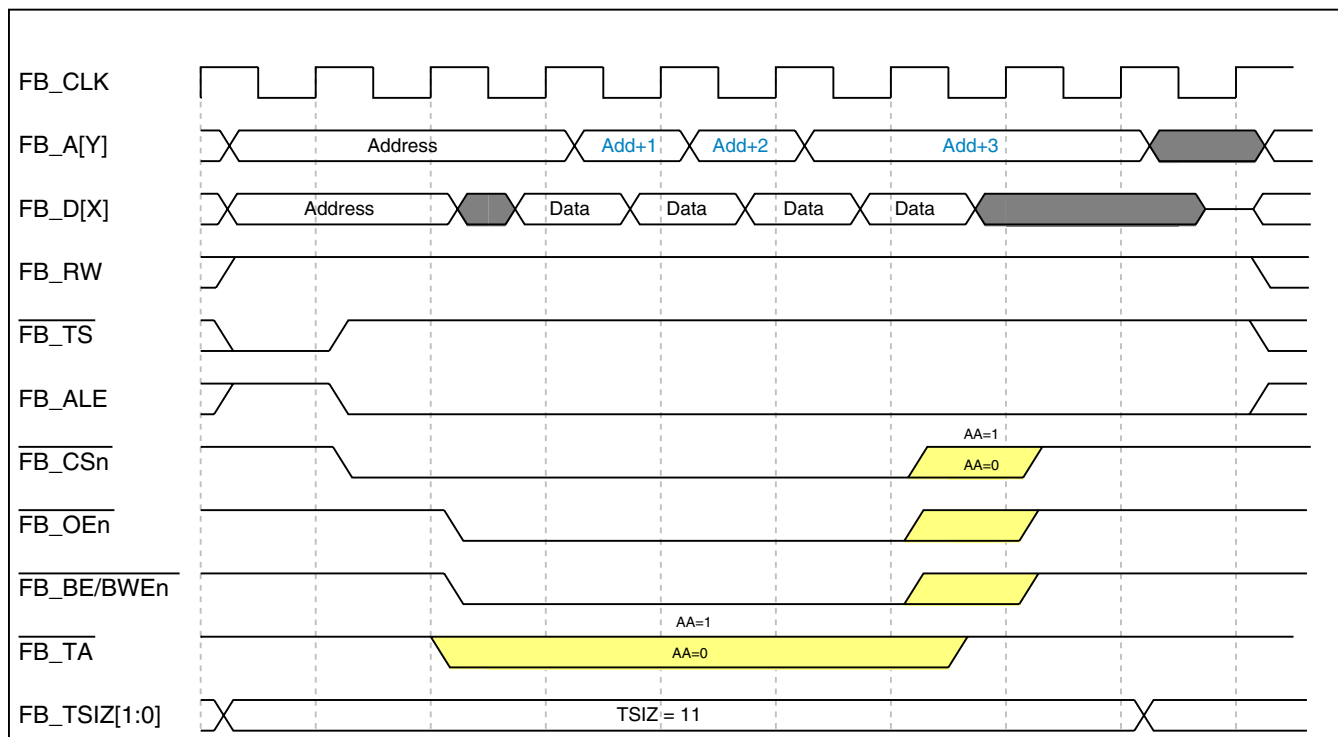 FB_CLK
FB_A[Y] Address Add+1 Add+2 Add+3
FB_D[X] Address Data Data Data Data
FB_RW
FB_TS
FB_ALE
AA=1
FB_CSn AA=0
FB_OEn
FB_BE/BWEn
AA=1
FB_TA AA=0
FB_TSIZ[1:0] TSIZ = 11